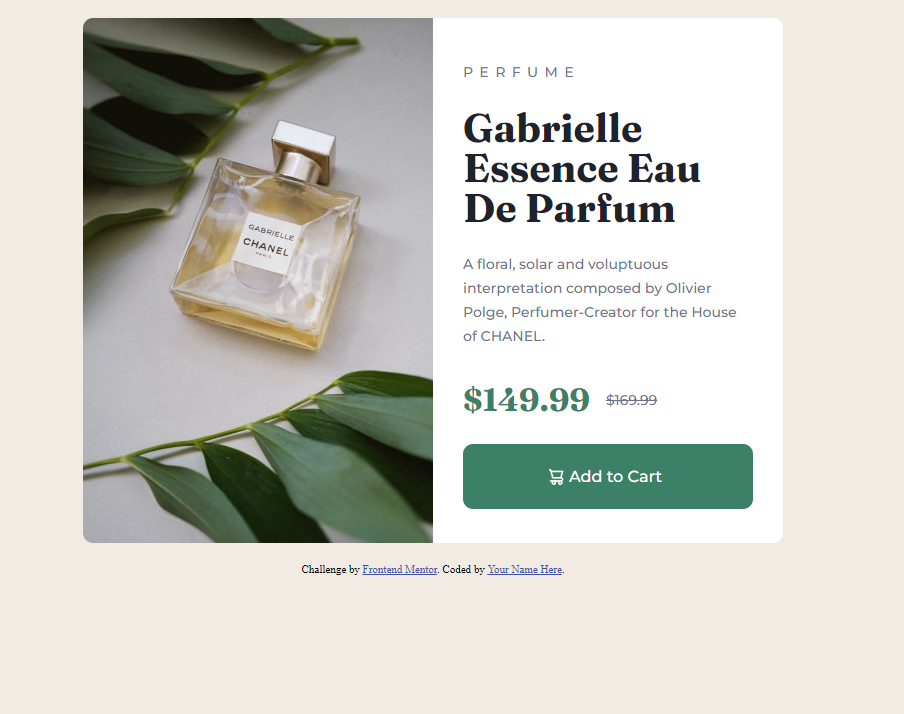 GABRIELLE
CHANEL
PARIS
PERFUME
Gabrielle
Essence Eau
De Parfum
A floral, solar and voluptuous
interpretation composed by Olivier
Polge, Perfumer-Creator for the House
of CHANEL.
$149.99 $169.99
Add to Cart
Challenge by Frontend Mentor. Coded by Your Name Here.